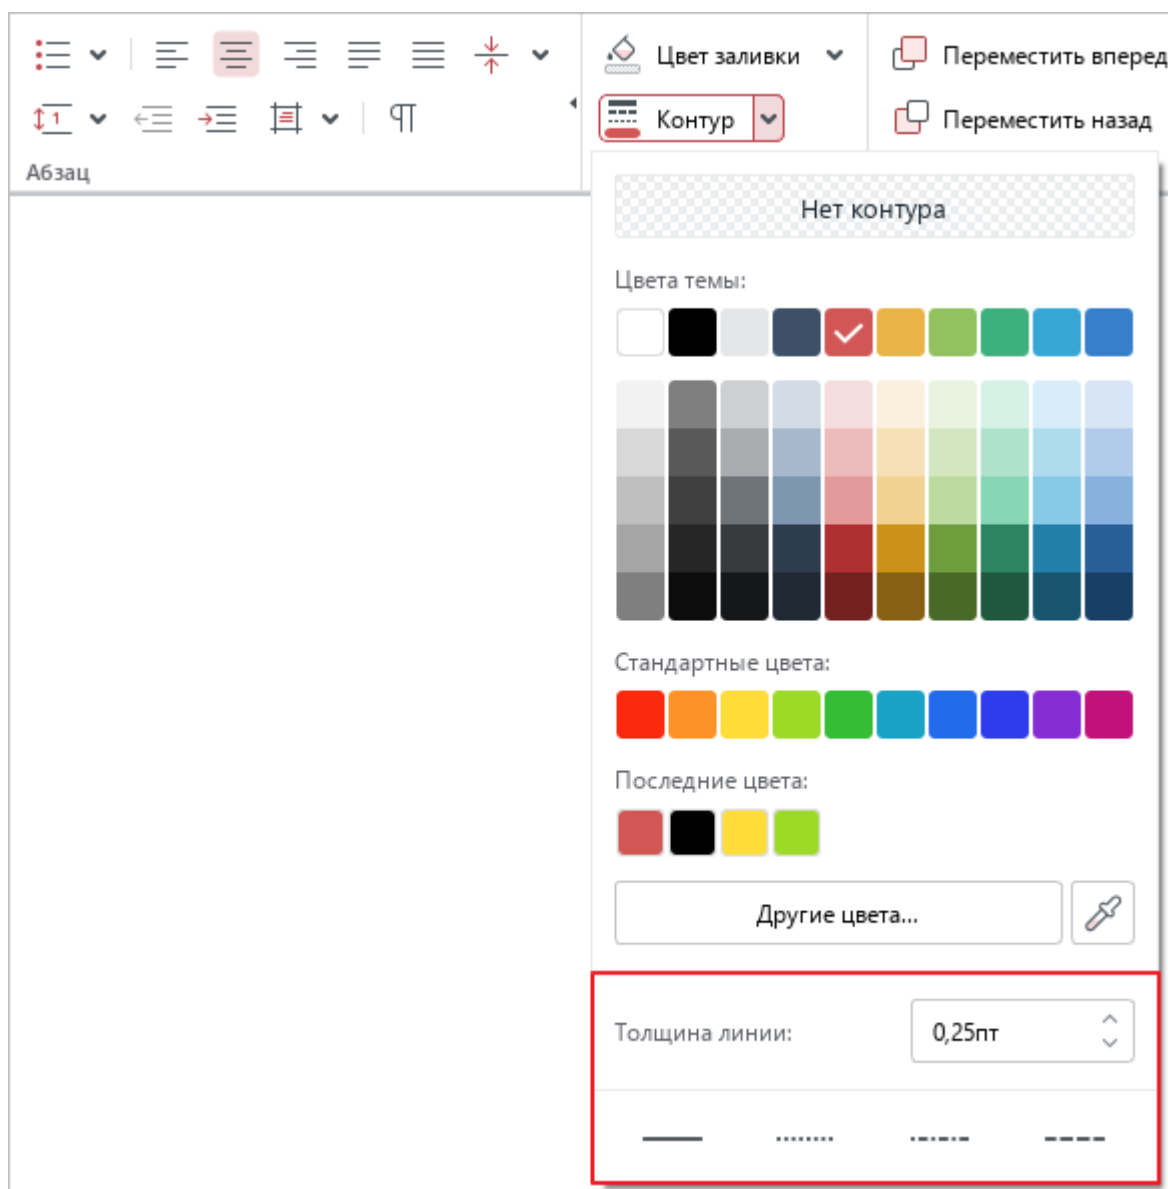 Цвет заливки
Переместить вперед
1
Контур
Переместить назад
Абзац
Нет контура
Цвета темы:
Стандартные цвета:
Последние цвета:
Другие цвета...
Толщина линии:
0,25пт